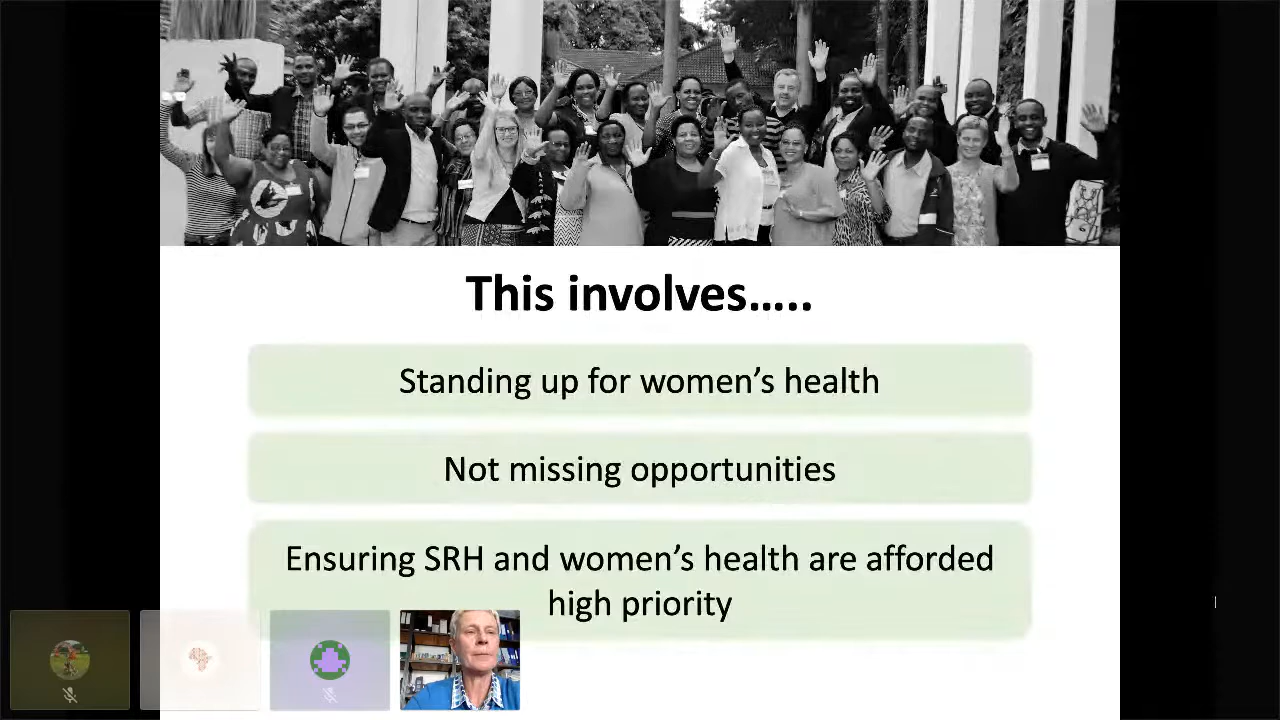 This involves…..
Standing up for women’s health
Not missing opportunities
Ensuring SRH and women’s health are afforded
high priority